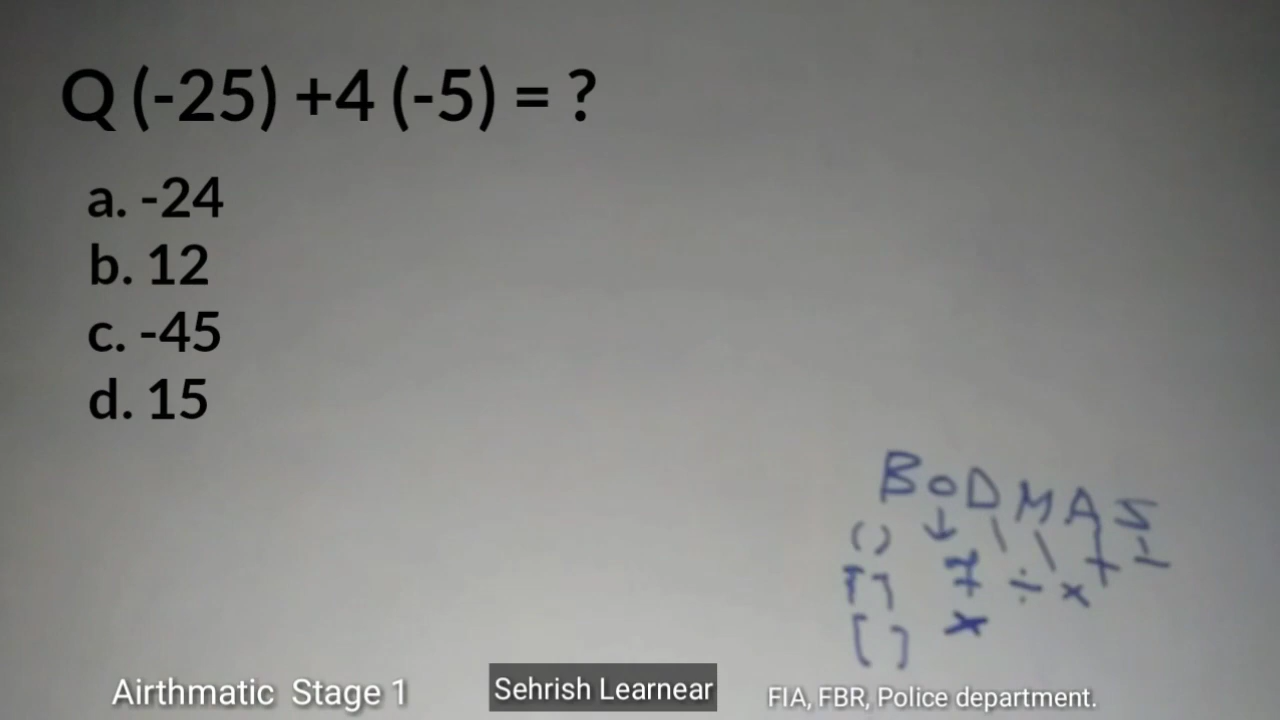 Q (-25) +4 (-5) = ?
a. -24
b. 12
c. -45
d. 15
BODMAS
() ÷ × + -
[ ] ×
Airthmatic Stage 1
Sehrish Learnear
FIA, FBR, Police department.